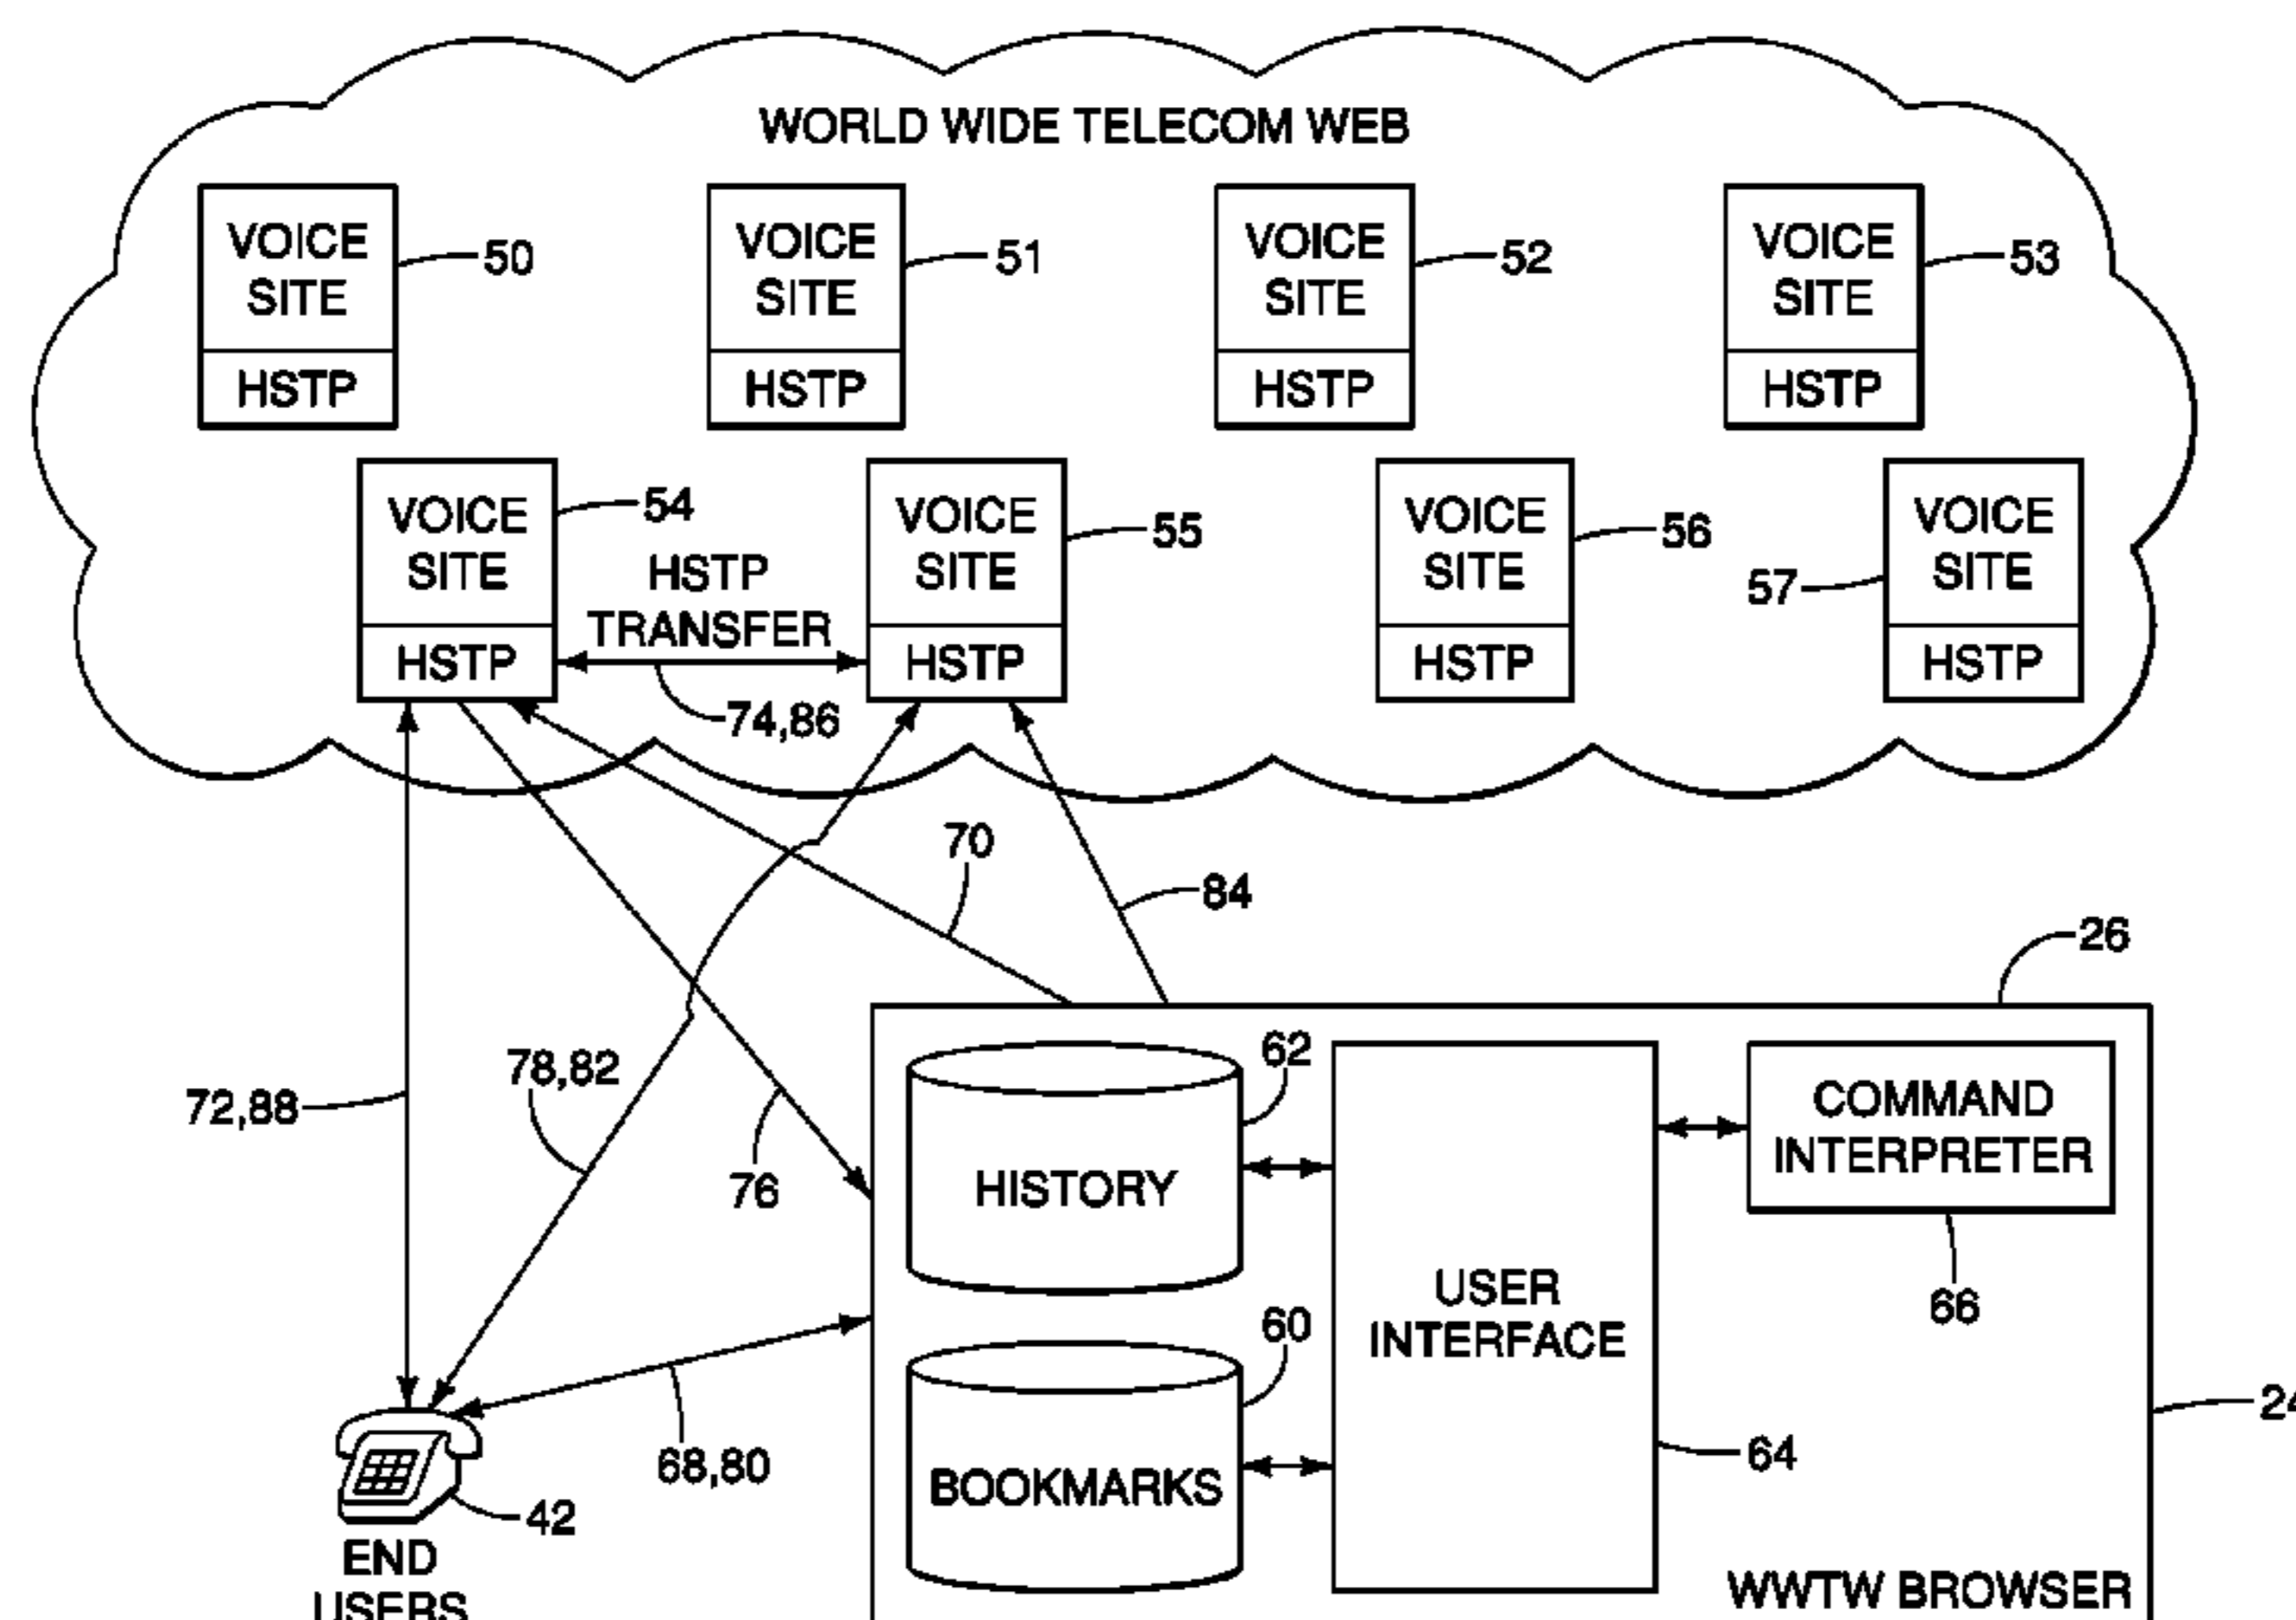 WORLD WIDE TELECOM WEB
VOICE
SITE
HSTP
50
VOICE
SITE
HSTP
51
VOICE
SITE
HSTP
52
VOICE
SITE
HSTP
53
VOICE
SITE
HSTP
54
HSTP
TRANSFER
74,86
VOICE
SITE
HSTP
55
VOICE
SITE
HSTP
56
57
VOICE
SITE
HSTP
70
84
26
72,88
78,82
76
62
HISTORY
COMMAND
INTERPRETER
66
USER
INTERFACE
60
BOOKMARKS
64
24
68,80
42
END
USERS
WWTW BROWSER